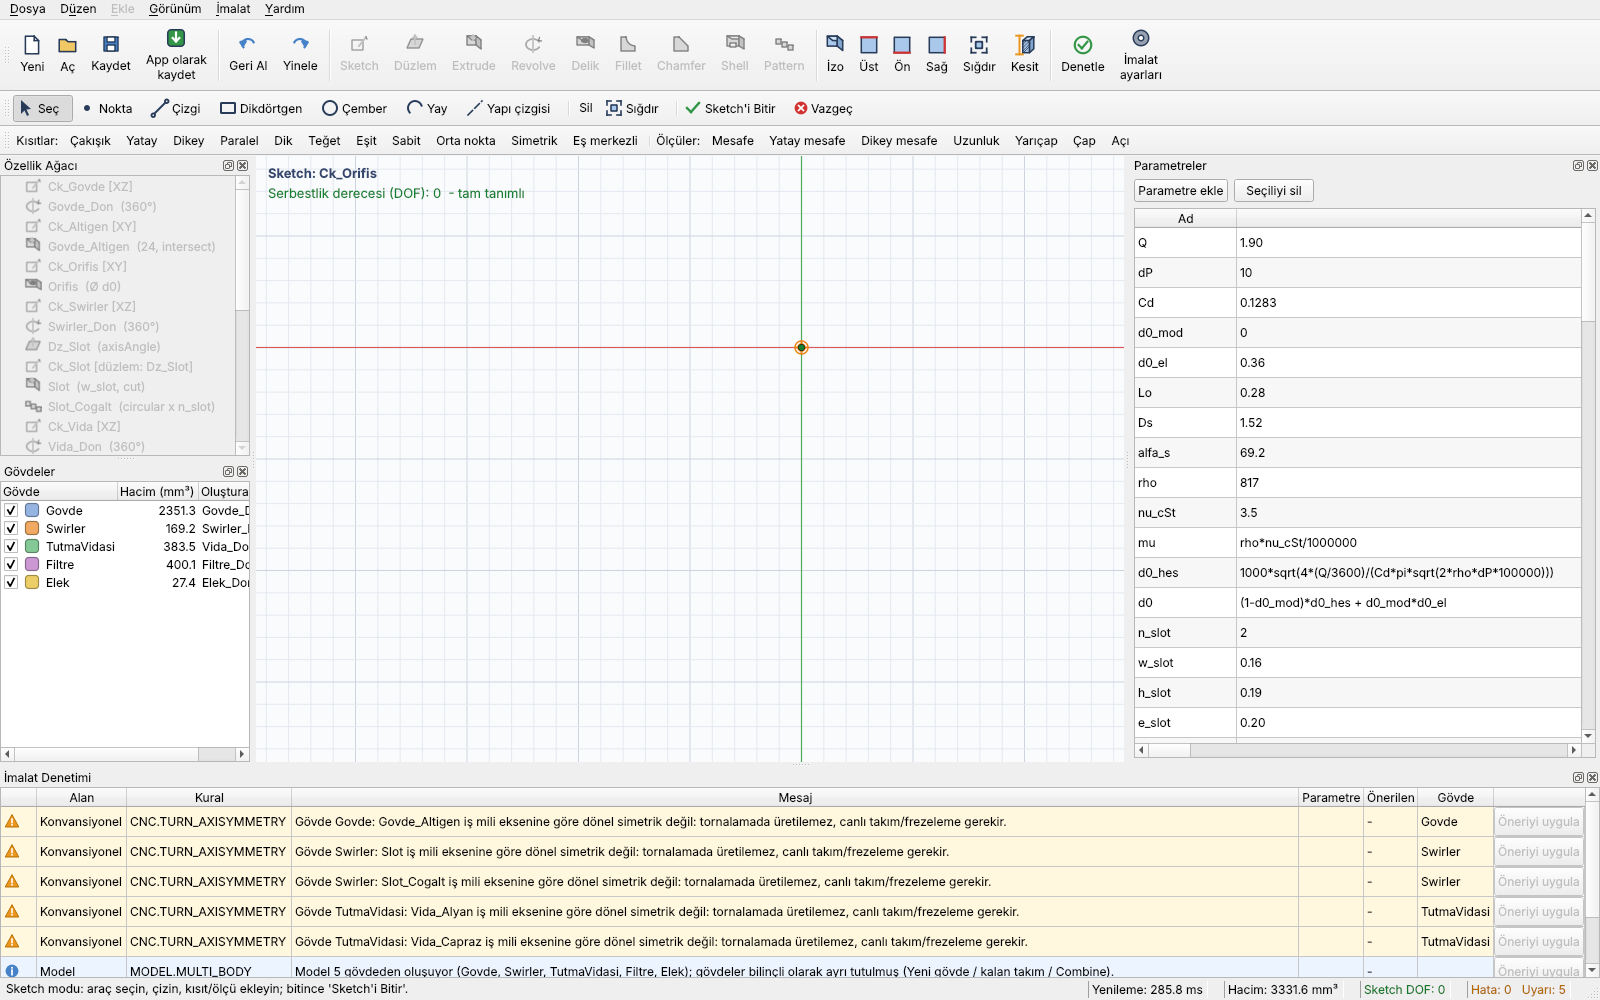 Dosya Düzen Ekle Görünüm İmalat Yardım
Yeni Aç Kaydet App olarak kaydet Geri Al Yinele Sketch Düzlem Extrude Revolve Delik Fillet Chamfer Shell Pattern İzo Üst Ön Sağ Sığdır Kesit Denetle İmalat ayarları
Seç Nokta Çizgi Dikdörtgen Çember Yay Yapı çizgisi Sil Sığdır Sketch'i Bitir Vazgeç
Kısıtlar: Çakışık Yatay Dikey Paralel Dik Teğet Eşit Sabit Orta nokta Simetrik Eş merkezli Ölçüler: Mesafe Yatay mesafe Dikey mesafe Uzunluk Yarıçap Çap Açı
Özellik Ağacı
Ck_Govde [XZ]
Govde_Don (360°)
Ck_Altigen [XY]
Govde_Altigen (24, intersect)
Ck_Orifis [XY]
Orifis (Ø d0)
Ck_Swirler [XZ]
Swirler_Don (360°)
Dz_Slot (axisAngle)
Ck_Slot [düzlem: Dz_Slot]
Slot (w_slot, cut)
Slot_Cogalt (circular x n_slot)
Ck_Vida [XZ]
Vida_Don (360°)
Gövdeler
Gövde Hacim (mm³) Oluştura
Govde 2351.3 Govde_D
Swirler 169.2 Swirler_
TutmaVidasi 383.5 Vida_Do
Filtre 400.1 Filtre_Do
Elek 27.4 Elek_Do
Sketch: Ck_Orifis
Serbestlik derecesi (DOF): 0 - tam tanımlı
Parametreler
Parametre ekle Seçiliyi sil
Ad
Q 1.90
dP 10
Cd 0.1283
d0_mod 0
d0_el 0.36
Lo 0.28
Ds 1.52
alfa_s 69.2
rho 817
nu_cSt 3.5
mu rho*nu_cSt/1000000
d0_hes 1000*sqrt(4*(Q/3600)/(Cd*pi*sqrt(2*rho*dP*100000)))
d0 (1-d0_mod)*d0_hes + d0_mod*d0_el
n_slot 2
w_slot 0.16
h_slot 0.19
e_slot 0.20
İmalat Denetimi
Alan Kural Mesaj Parametre Önerilen Gövde
Konvansiyonel CNC.TURN_AXISYMMETRY Gövde Govde: Govde_Altigen iş mili eksenine göre dönel simetrik değil: tornalamada üretilemez, canlı takım/frezeleme gerekir. - Govde Öneriyi uygula
Konvansiyonel CNC.TURN_AXISYMMETRY Gövde Swirler: Slot iş mili eksenine göre dönel simetrik değil: tornalamada üretilemez, canlı takım/frezeleme gerekir. - Swirler Öneriyi uygula
Konvansiyonel CNC.TURN_AXISYMMETRY Gövde Swirler: Slot_Cogalt iş mili eksenine göre dönel simetrik değil: tornalamada üretilemez, canlı takım/frezeleme gerekir. - Swirler Öneriyi uygula
Konvansiyonel CNC.TURN_AXISYMMETRY Gövde TutmaVidasi: Vida_Alyan iş mili eksenine göre dönel simetrik değil: tornalamada üretilemez, canlı takım/frezeleme gerekir. - TutmaVidasi Öneriyi uygula
Konvansiyonel CNC.TURN_AXISYMMETRY Gövde TutmaVidasi: Vida_Capraz iş mili eksenine göre dönel simetrik değil: tornalamada üretilemez, canlı takım/frezeleme gerekir. - TutmaVidasi Öneriyi uygula
Model MODEL.MULTI_BODY Model 5 gövdeden oluşuyor (Govde, Swirler, TutmaVidasi, Filtre, Elek); gövdeler bilinçli olarak ayrı tutulmuş (Yeni gövde / kalan takım / Combine). - Öneriyi uygula
Sketch modu: araç seçin, çizin, kısıt/ölçü ekleyin; bitince 'Sketch'i Bitir'. Yenileme: 285.8 ms Hacim: 3331.6 mm³ Sketch DOF: 0 Hata: 0 Uyarı: 5